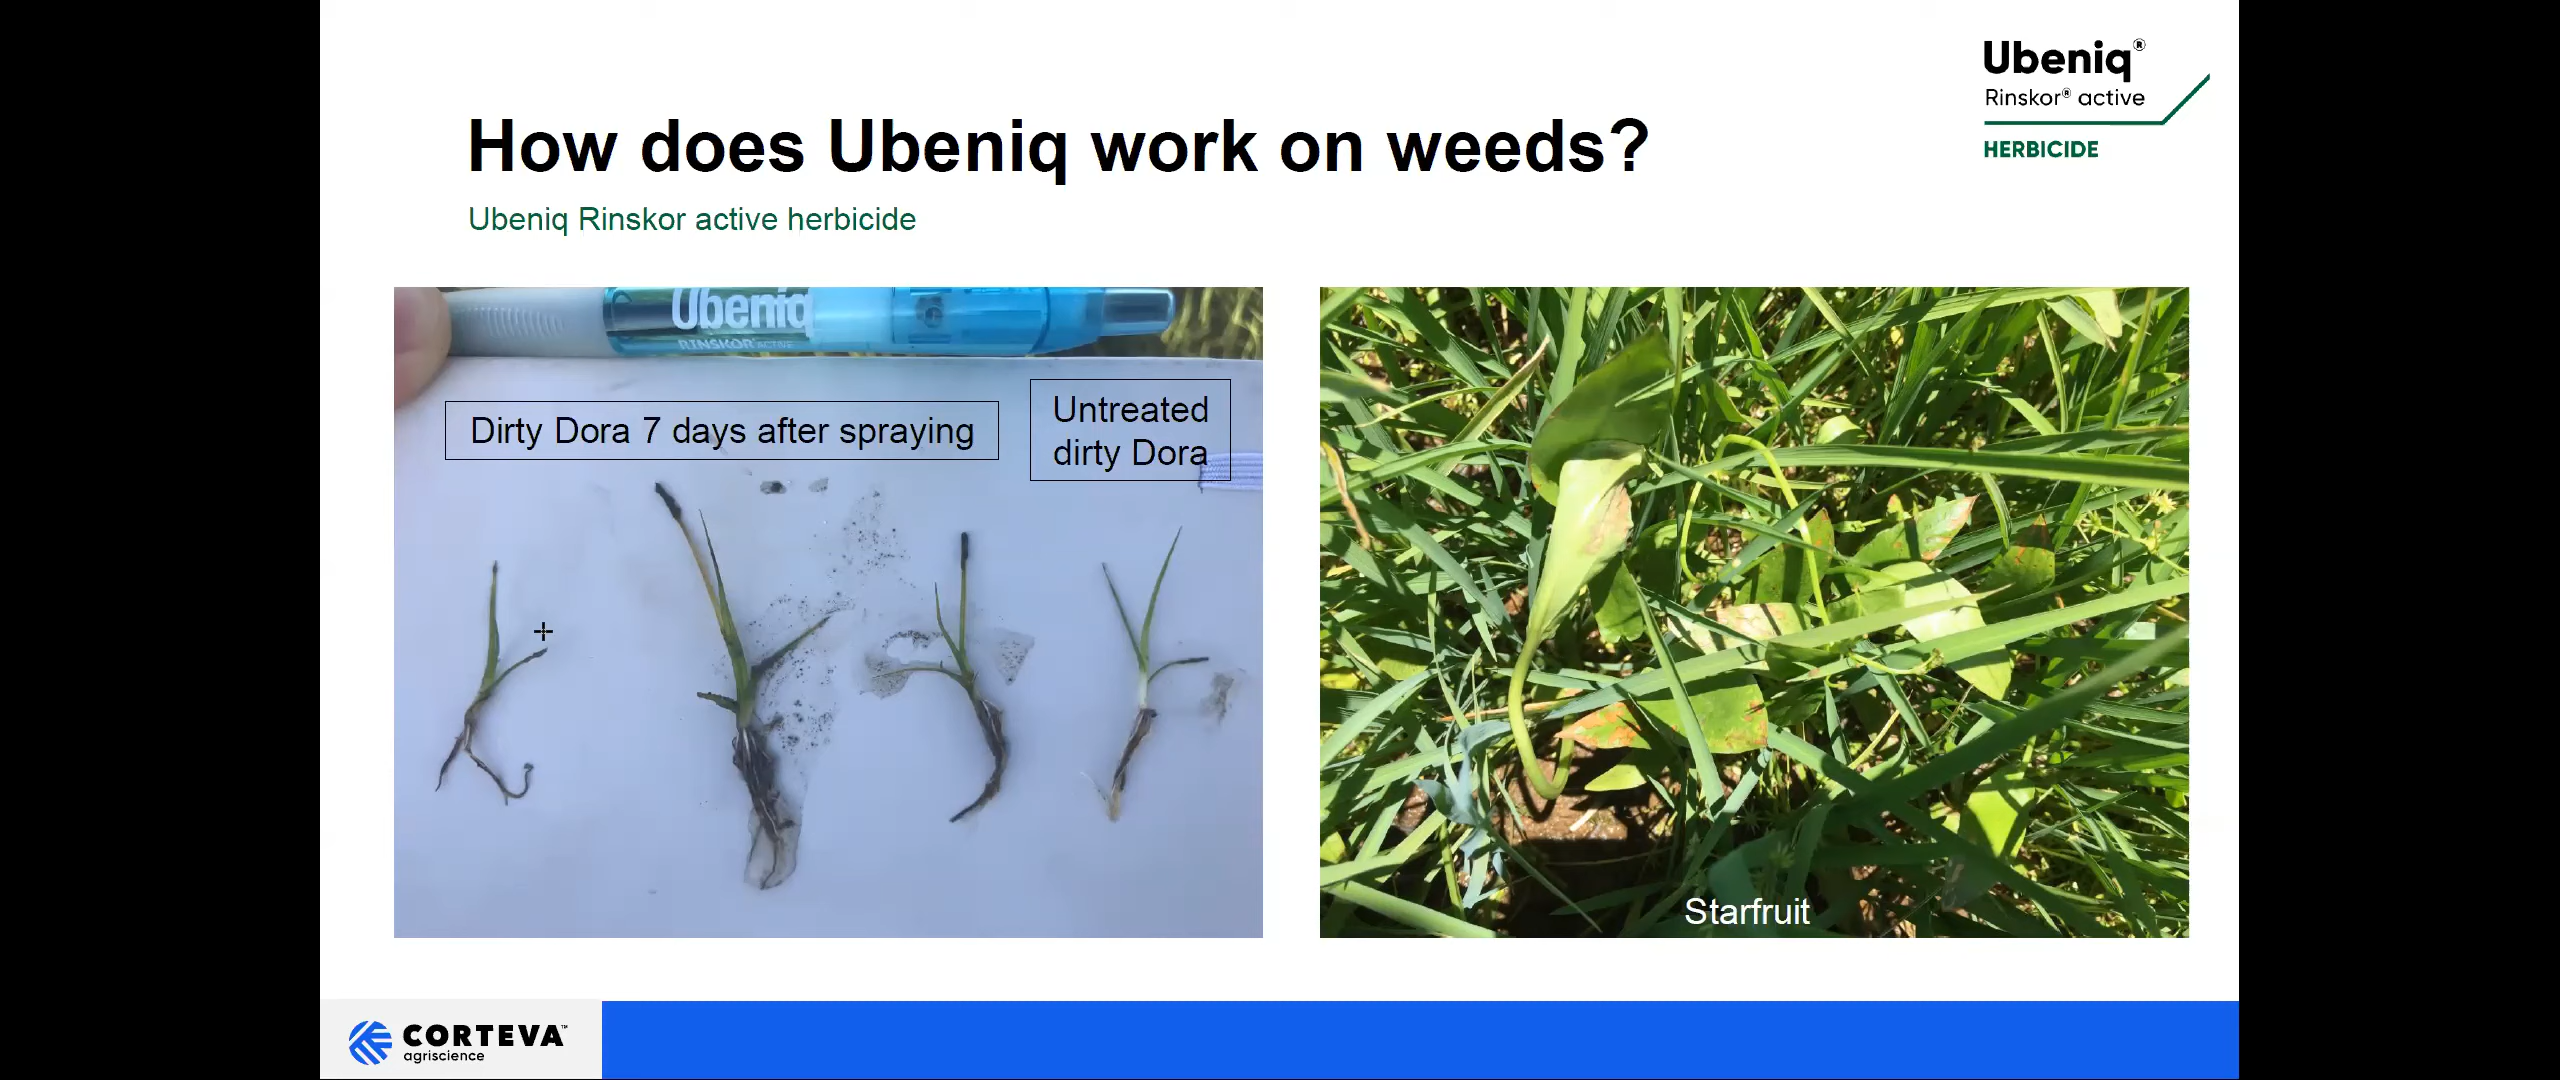 Ubeniq®
Rinskor® active
HERBICIDE
How does Ubeniq work on weeds?
Ubeniq Rinskor active herbicide
Ubeniq
RINSKOR® ACTIVE
Dirty Dora 7 days after spraying
Untreated
dirty Dora
Starfruit
CORTEVA™
agriscience